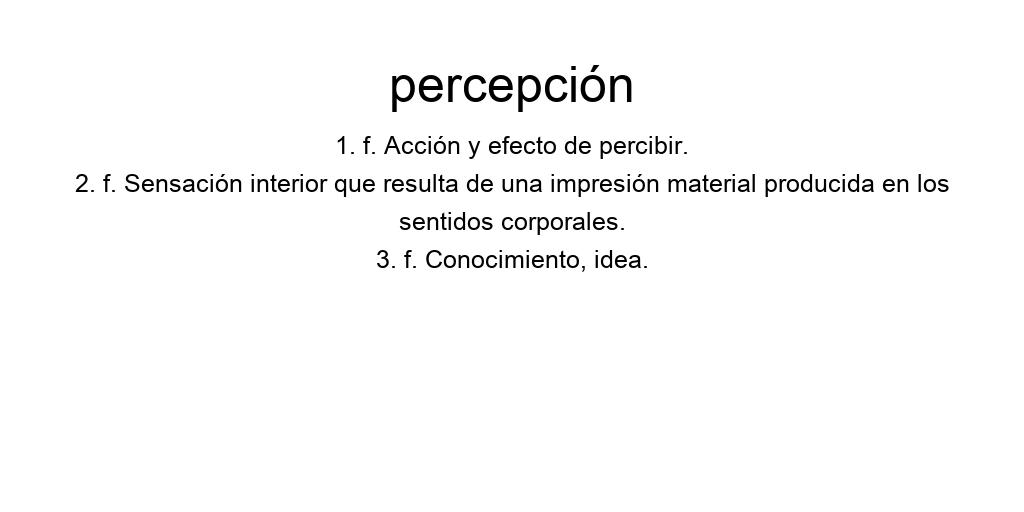 percepción
1. f. Acción y efecto de percibir.
2. f. Sensación interior que resulta de una impresión material producida en los
sentidos corporales.
3. f. Conocimiento, idea.